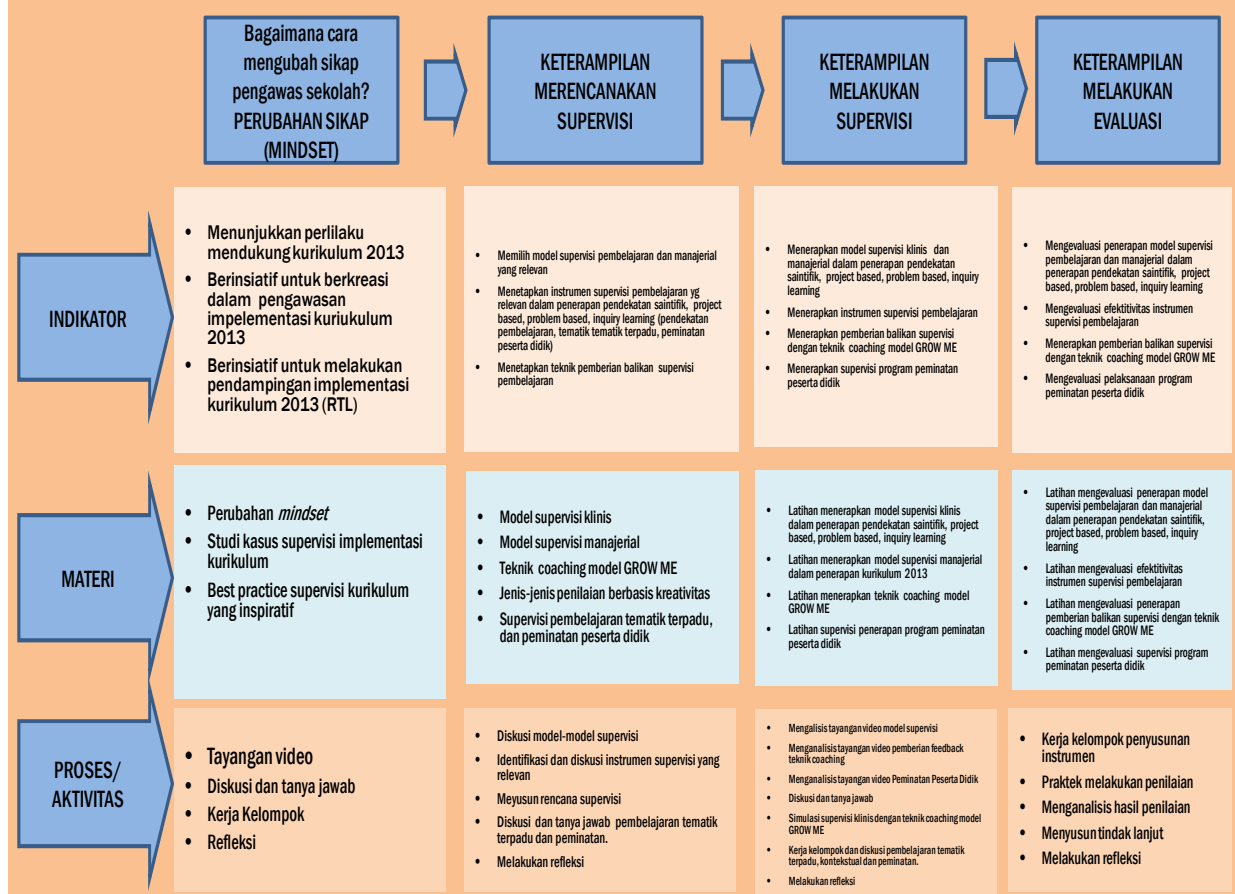 Bagaimana cara
mengubah sikap
pengawas sekolah?
PERUBAHAN SIKAP
(MINDSET)
KETERAMPILAN
MERENCANAKAN
SUPERVISI
KETERAMPILAN
MELAKUKAN
SUPERVISI
KETERAMPILAN
MELAKUKAN
EVALUASI
INDIKATOR
• Menunjukkan perlilaku
mendukung kurikulum 2013
• Berinsiatif untuk berkreasi
dalam pengawasan
impelementasi kuriukulum
2013
• Berinsiatif untuk melakukan
pendampingan implementasi
kurikulum 2013 (RTL)
• Memilih model supervisi pembelajaran dan manajerial
yang relevan
• Menetapkan instrumen supervisi pembelajaran yg
relevan dalam penerapan pendekatan saintifik, project
based, problem based, inquiry learning (pendekatan
pembelajaran, tematik tematik terpadu, peminatan
peserta didik)
• Menetapkan teknik pemberian balikan supervisi
pembelajaran
• Menerapkan model supervisi klinis dan
manajerial dalam penerapan pendekatan
saintifik, project based, problem based, inquiry
learning
• Menerapkan instrumen supervisi pembelajaran
• Menerapkan pemberian balikan supervisi
dengan teknik coaching model GROW ME
• Menerapkan supervisi program peminatan
peserta didik
• Mengevaluasi penerapan model supervisi
pembelajaran dan manajerial dalam
penerapan pendekatan saintifik, project
based, problem based, inquiry learning
• Mengevaluasi efektitivitas instrumen
supervisi pembelajaran
• Menerapkan pemberian balikan supervisi
dengan teknik coaching model GROW ME
• Mengevaluasi pelaksanaan program
peminatan peserta didik
MATERI
• Perubahan mindset
• Studi kasus supervisi implementasi
kurikulum
• Best practice supervisi kurikulum
yang inspiratif
• Model supervisi klinis
• Model supervisi manajerial
• Teknik coaching model GROW ME
• Jenis-jenis penilaian berbasis kreativitas
• Supervisi pembelajaran tematik terpadu,
dan peminatan peserta didik
• Latihan menerapkan model supervisi klinis
dalam penerapan pendekatan saintifik, project
based, problem based, inquiry learning
• Latihan menerapkan model supervisi manajerial
dalam penerapan kurikulum 2013
• Latihan menerapkan teknik coaching model
GROW ME
• Latihan supervisi penerapan program peminatan
peserta didik
• Latihan mengevaluasi penerapan model
supervisi pembelajaran dan manajerial
dalam penerapan pendekatan saintifik,
project based, problem based, inquiry
learning
• Latihan mengevaluasi efektitivitas
instrumen supervisi pembelajaran
• Latihan mengevaluasi penerapan
pemberian balikan supervisi dengan teknik
coaching model GROW ME
• Latihan mengevaluasi supervisi program
peminatan peserta didik
PROSES/
AKTIVITAS
• Tayangan video
• Diskusi dan tanya jawab
• Kerja Kelompok
• Refleksi
• Diskusi model-model supervisi
• Identifikasi dan diskusi instrumen supervisi yang
relevan
• Meyusun rencana supervisi
• Diskusi dan tanya jawab pembelajaran tematik
terpadu dan peminatan.
• Melakukan refleksi
• Mengalisis tayangan video model supervisi
• Menganalisis tayangan video pemberian feedback
teknik coaching
• Menganalisis tayangan video Peminatan Peserta Didik
• Diskusi dan tanya jawab
• Simulasi supervisi klinis dengan teknik coaching model
GROW ME
• Kerja kelompok dan diskusi pembelajaran tematik
terpadu, kontekstual dan peminatan.
• Melakukan refleksi
• Kerja kelompok penyusunan
instrumen
• Praktek melakukan penilaian
• Menganalisis hasil penilaian
• Menyusun tindak lanjut
• Melakukan refleksi